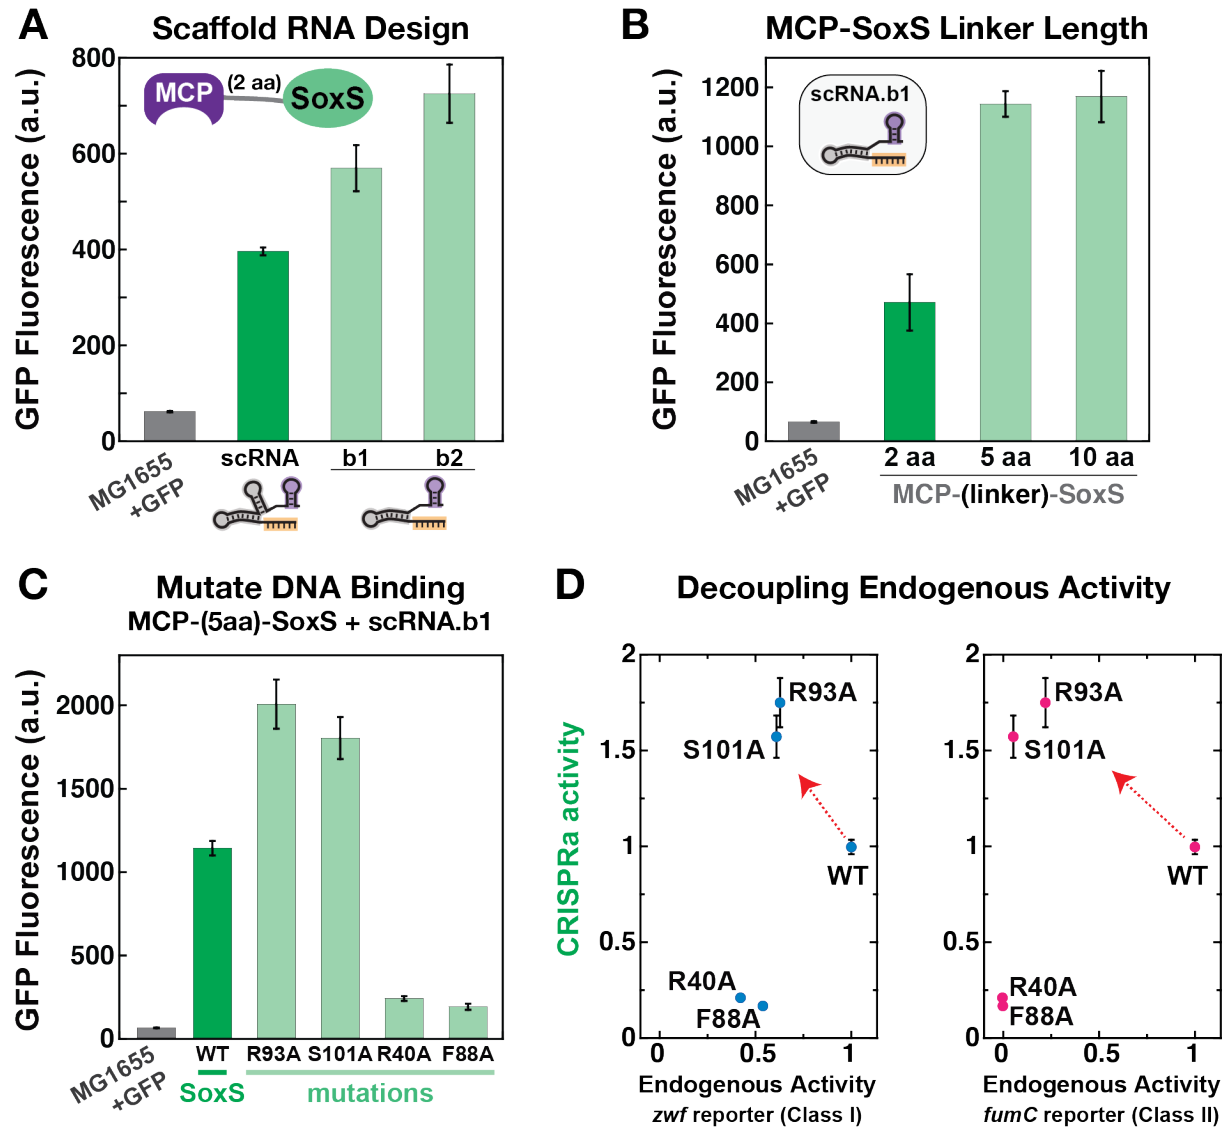 A
Scaffold RNA Design
GFP Fluorescence (a.u.)
800
600
400
200
0
MCP
(2 aa)
SoxS
MG1655
+GFP
scRNA
b1
b2
B
MCP-SoxS Linker Length
GFP Fluorescence (a.u.)
1200
1000
800
600
400
200
0
scRNA.b1
MG1655
+GFP
2 aa
5 aa
10 aa
MCP-(linker)-SoxS
C
Mutate DNA Binding
MCP-(5aa)-SoxS + scRNA.b1
GFP Fluorescence (a.u.)
2000
1500
1000
500
0
MG1655
+GFP
WT
R93A
S101A
R40A
F88A
SoxS
mutations
D
Decoupling Endogenous Activity
CRISPRa activity
2
1.5
1
0.5
0
R93A
S101A
WT
R40A
F88A
0
0.5
1
Endogenous Activity
zwf reporter (Class I)
2
1.5
1
0.5
0
R93A
S101A
WT
R40A
F88A
0
0.5
1
Endogenous Activity
fumC reporter (Class II)